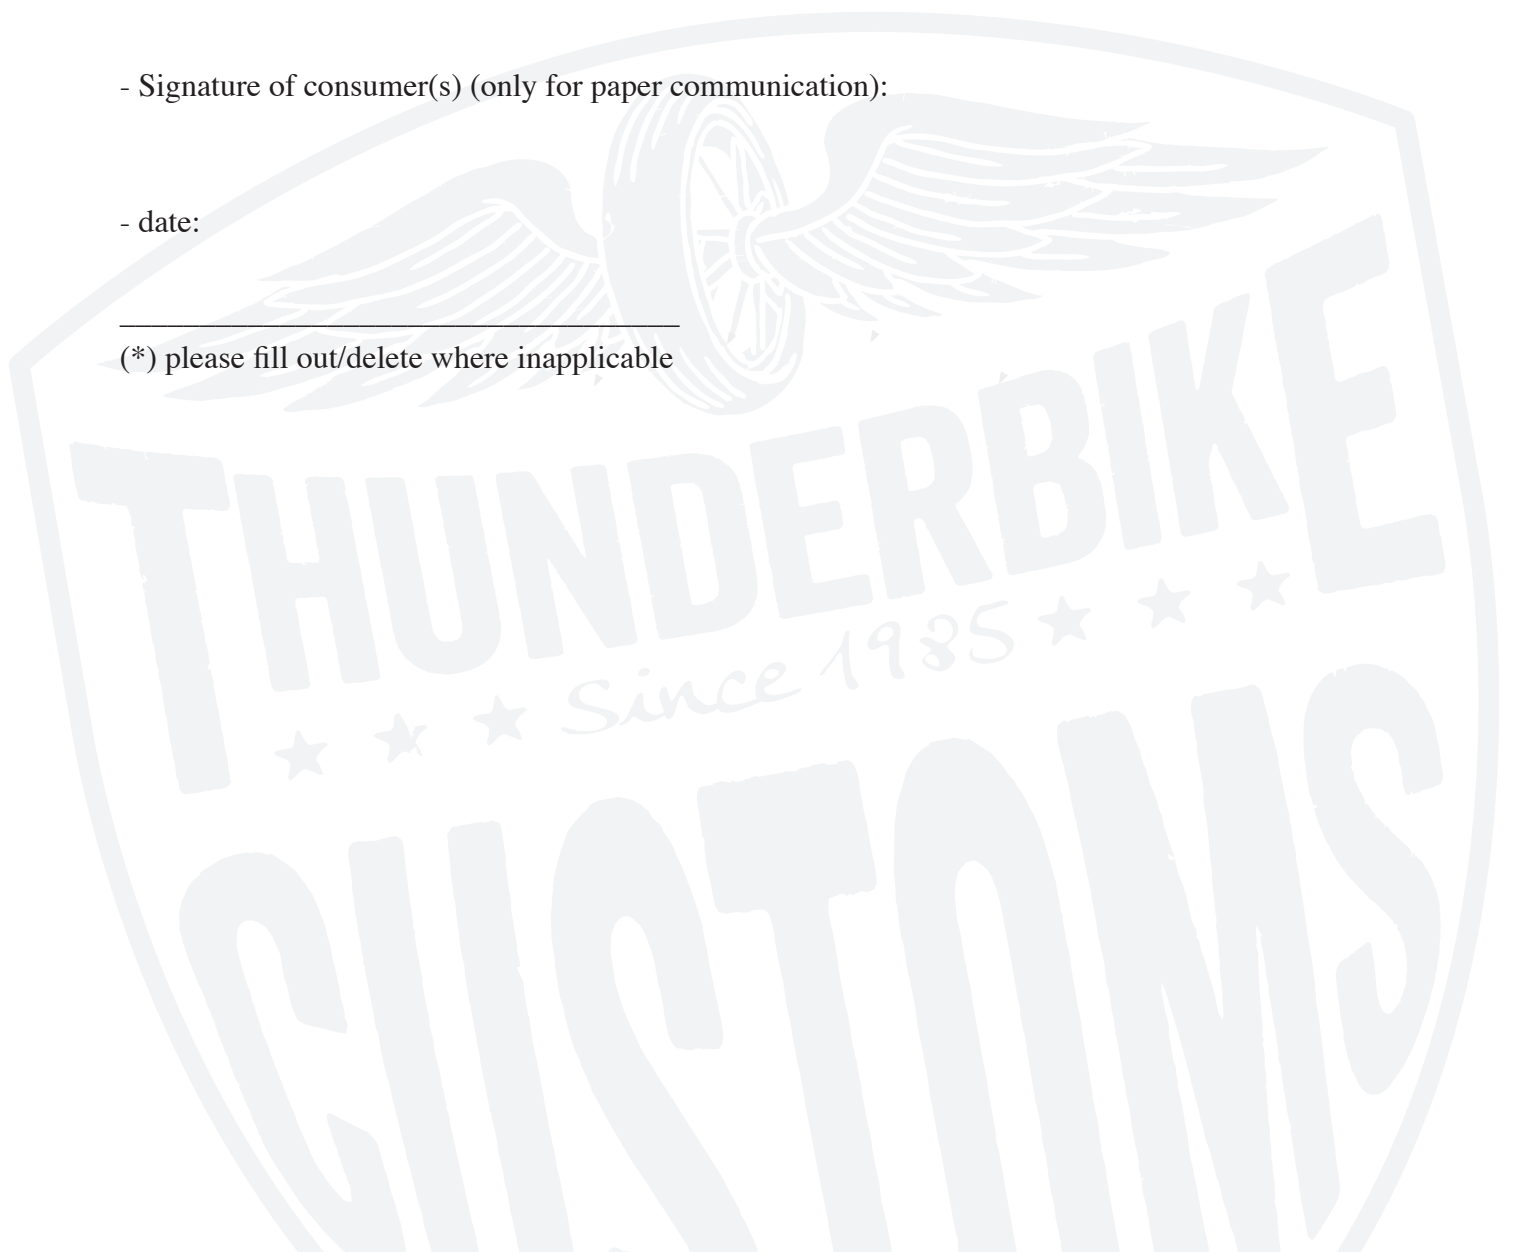 - Signature of consumer(s) (only for paper communication):
- date:
(*) please fill out/delete where inapplicable
THUNDERBIKE
Since 1985
CUSTOMS